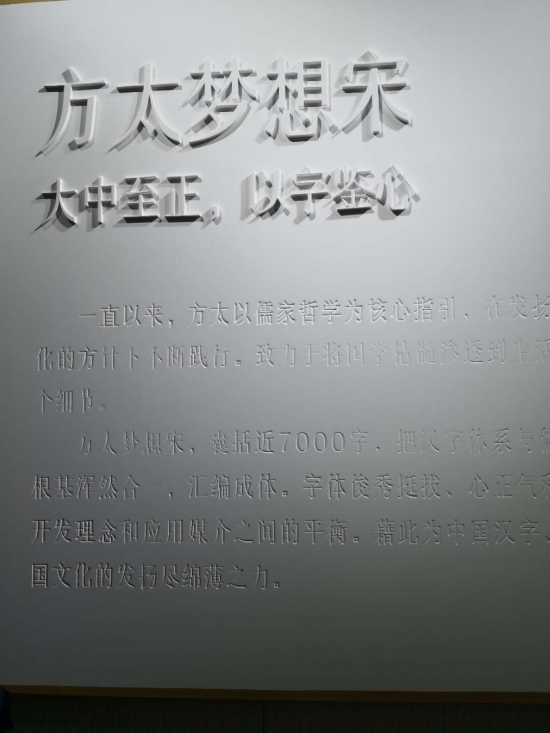 方太梦想宋
大中至正，以字鉴心
一直以来，方太以儒家哲学为核心指引，在发扬
化的方针上不断践行。致力于将国学精髓渗透到生活
个细节。
方太梦想宋，囊括近7000字，把汉字体系与
根基浑然合一，汇编成体。字体俊秀挺拔、心正气
开发理念和应用媒介之间的平衡。藉此为中国汉字、
国文化的发扬尽绵薄之力。